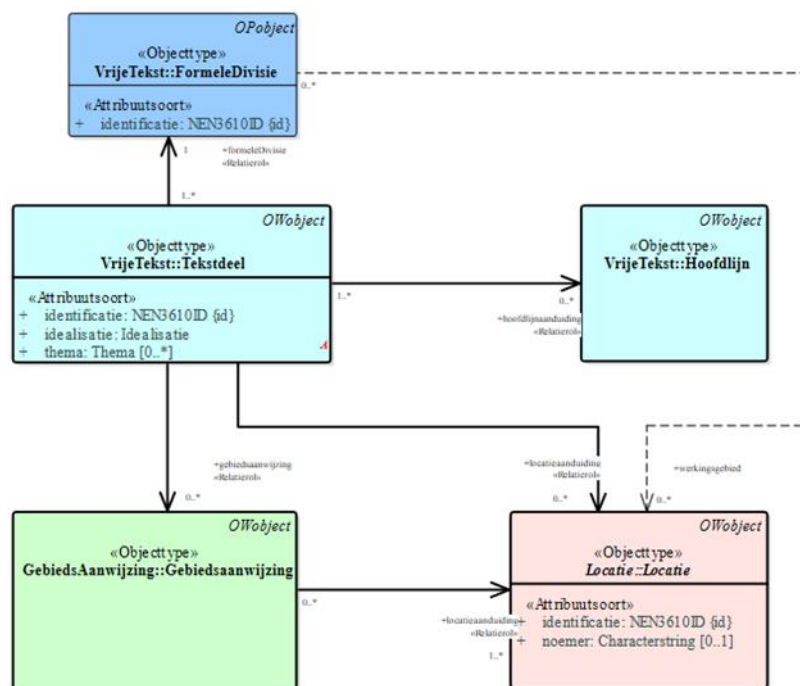 OPobject
«Objecttype»
VrijeTekst::FormeleDivisie
«Attribuutsoort»
+ identificatie: NEN3610ID {id}
0..*
1
+formeleDivisie
«Relatierol»
1..*
OWobject
«Objecttype»
VrijeTekst::Tekstdeel
«Attribuutsoort»
+ identificatie: NEN3610ID {id}
+ idealisatie: Idealisatie
+ thema: Thema [0..*]
A
OWobject
«Objecttype»
VrijeTekst::Hoofdlijn
1..*
0..*
+hoofdlijnaanduiding
«Relatierol»
+gebiedsaanwijzing
«Relatierol»
0..*
+locatieaanduiding
«Relatierol»
0..*
+werkingsgebied
0..*
OWobject
«Objecttype»
GebiedsAanwijzing::Gebiedsaanwijzing
0..*
+locatieaanduiding
«Relatierol»
1..*
OWobject
«Objecttype»
Locatie::Locatie
«Attribuutsoort»
+ identificatie: NEN3610ID {id}
+ noemer: Characterstring [0..1]